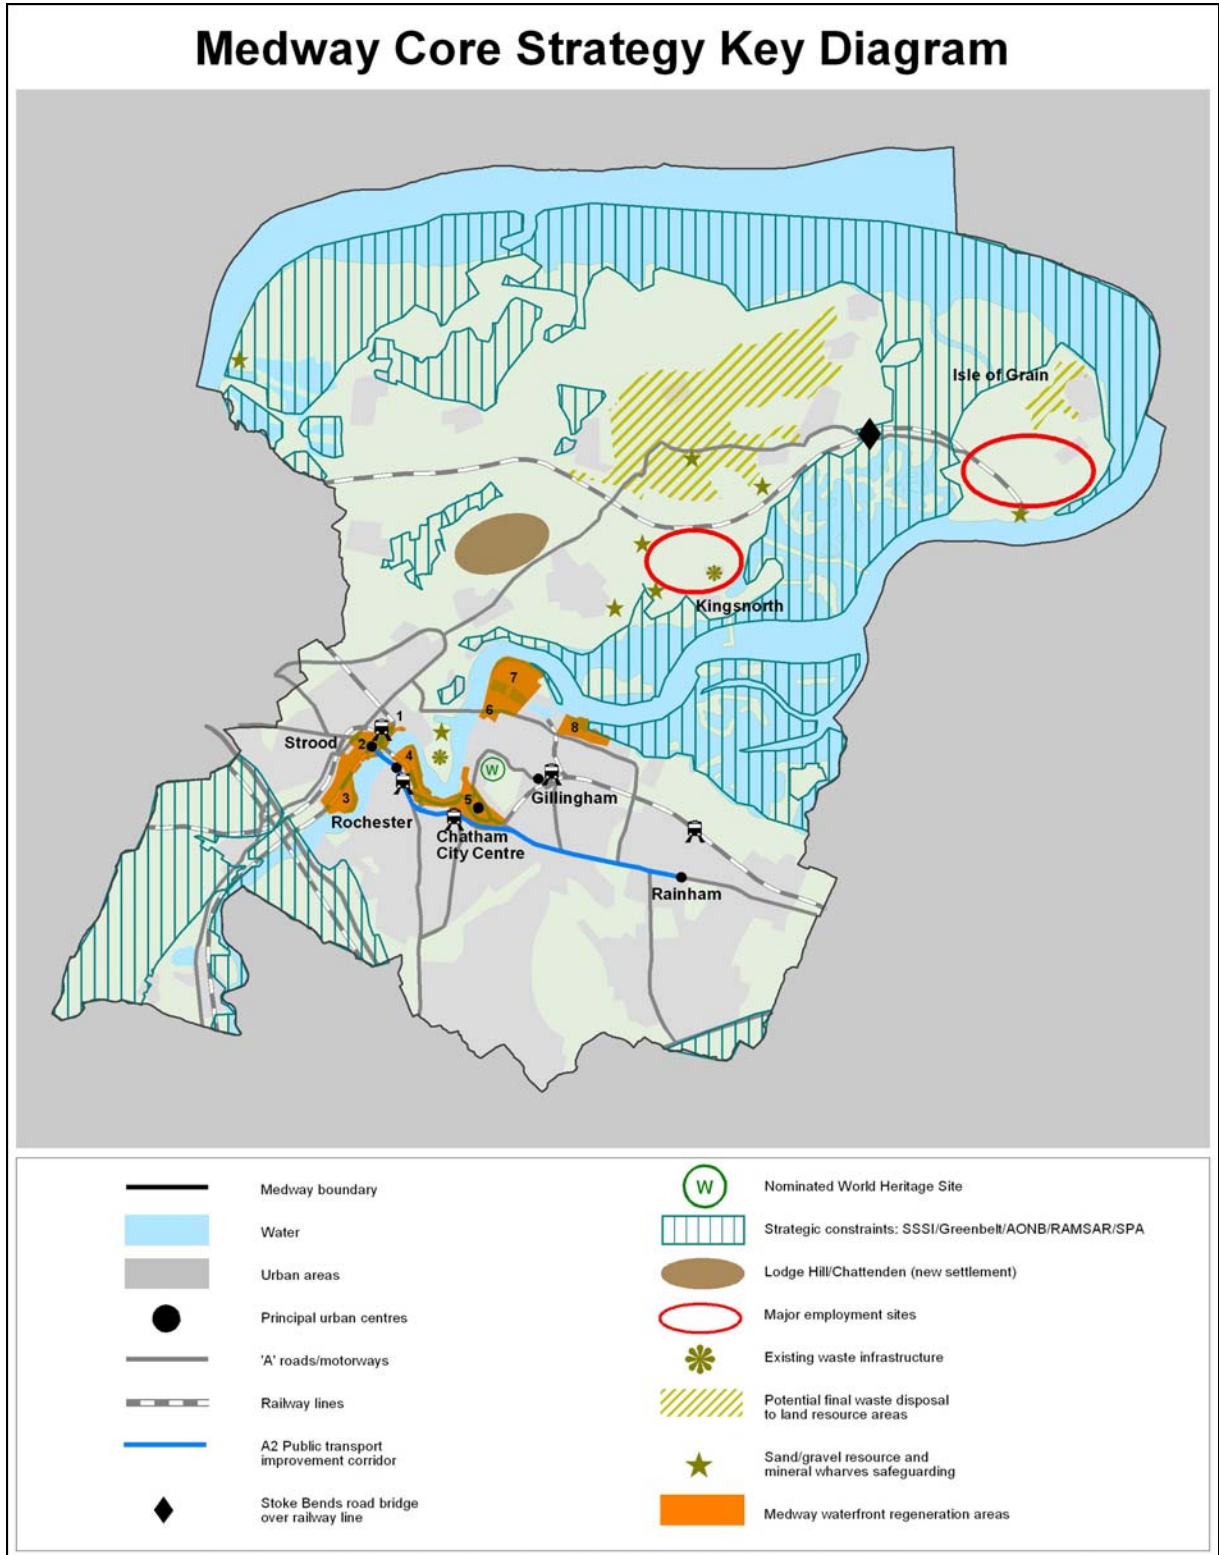 Medway Core Strategy Key Diagram
Isle of Grain
Kingsnorth
7
6
8
1
Strood
2
4
W
3
5
Gillingham
Rochester
Chatham
City Centre
Rainham
Medway boundary
Water
Urban areas
Principal urban centres
'A' roads/motorways
Railway lines
A2 Public transport
improvement corridor
Stoke Bends road bridge
over railway line
W
Nominated World Heritage Site
Strategic constraints: SSSI/Greenbelt/AONB/RAMSAR/SPA
Lodge Hill/Chattenden (new settlement)
Major employment sites
Existing waste infrastructure
Potential final waste disposal
to land resource areas
Sand/gravel resource and
mineral wharves safeguarding
Medway waterfront regeneration areas